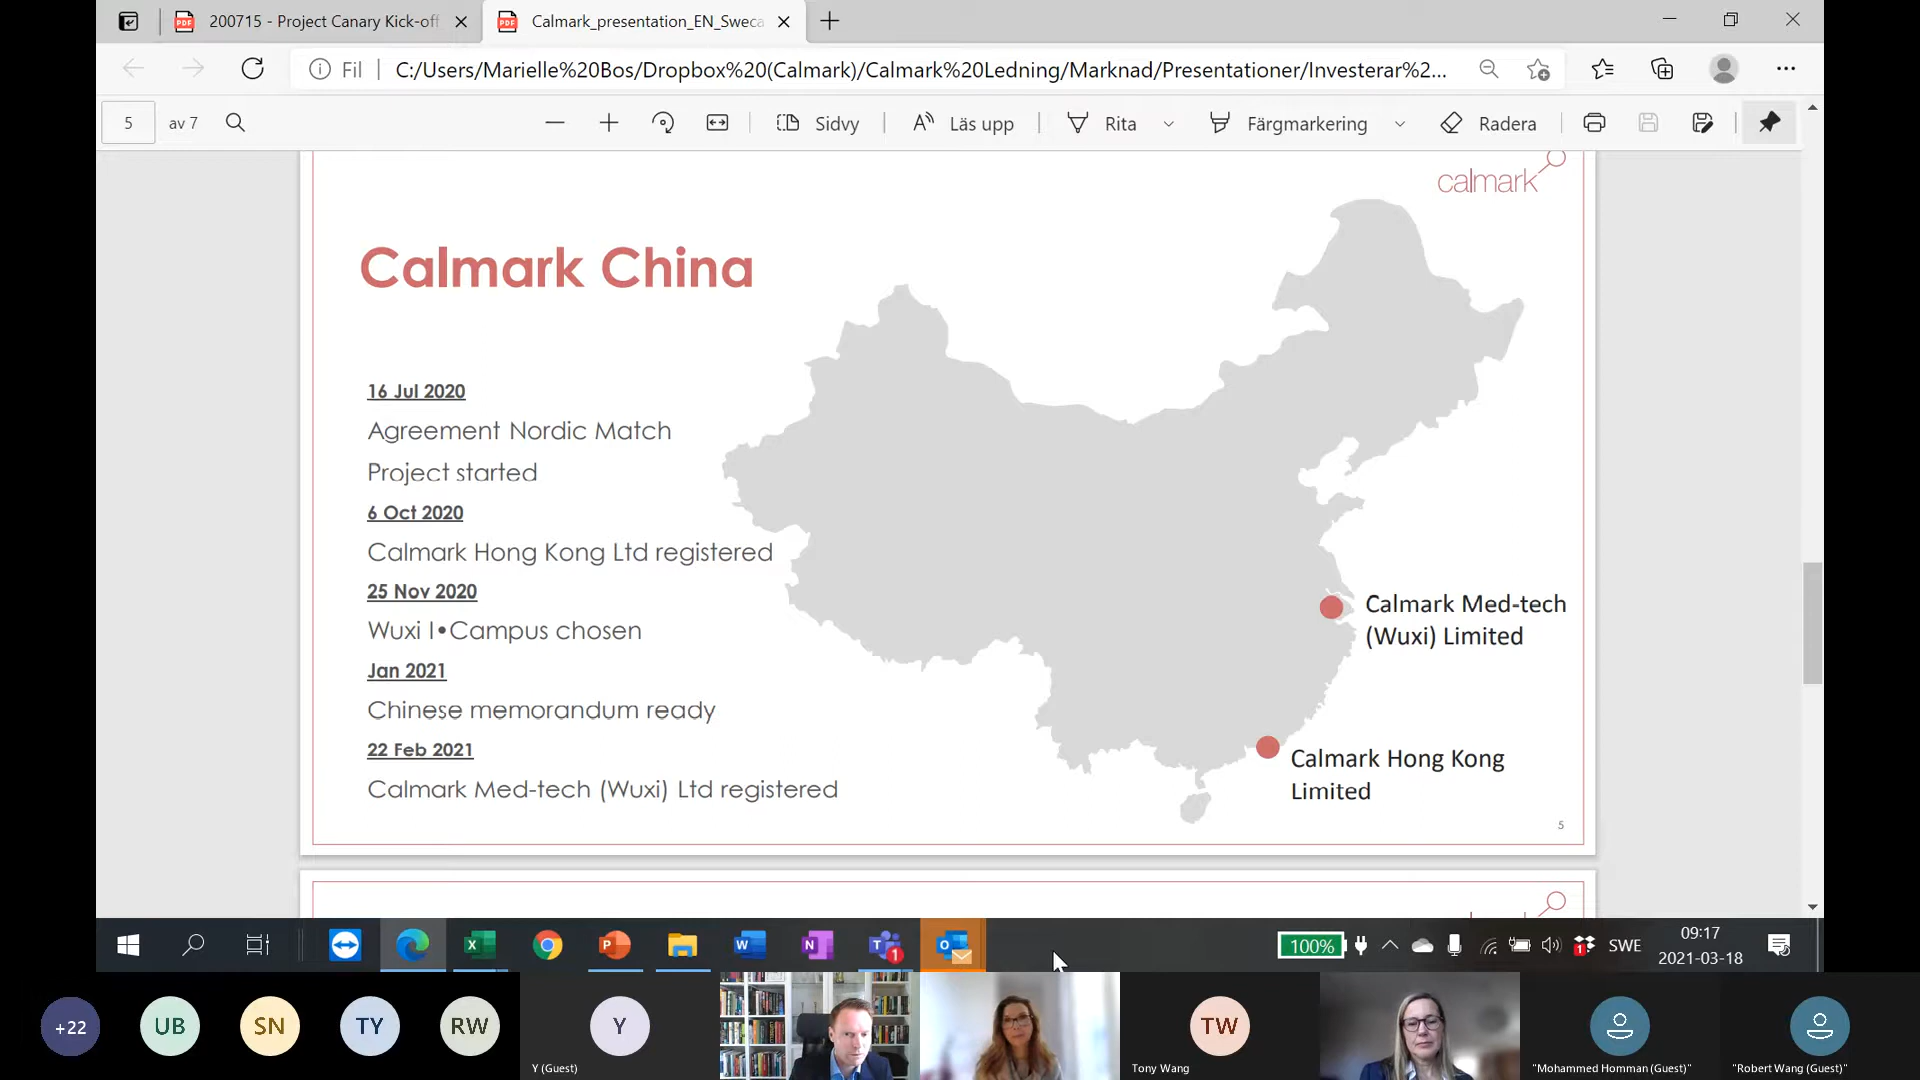 200715 - Project Canary Kick-off
Calmark_presentation_EN_Sweca
Fil
C:/Users/Marielle%20Bos/Dropbox%20(Calmark)/Calmark%20Ledning/Marknad/Presentationer/Investerar%2...
5 av 7
Sidvy
Läs upp
Rita
Färgmarkering
Radera
calmark
Calmark China
16 Jul 2020
Agreement Nordic Match
Project started
6 Oct 2020
Calmark Hong Kong Ltd registered
25 Nov 2020
Wuxi I•Campus chosen
Jan 2021
Chinese memorandum ready
22 Feb 2021
Calmark Med-tech (Wuxi) Ltd registered
Calmark Med-tech
(Wuxi) Limited
Calmark Hong Kong
Limited
5
100%
SWE
09:17
2021-03-18
+22
UB
SN
TY
RW
Y
Y (Guest)
TW
Tony Wang
"Mohammed Homman (Guest)"
"Robert Wang (Guest)"